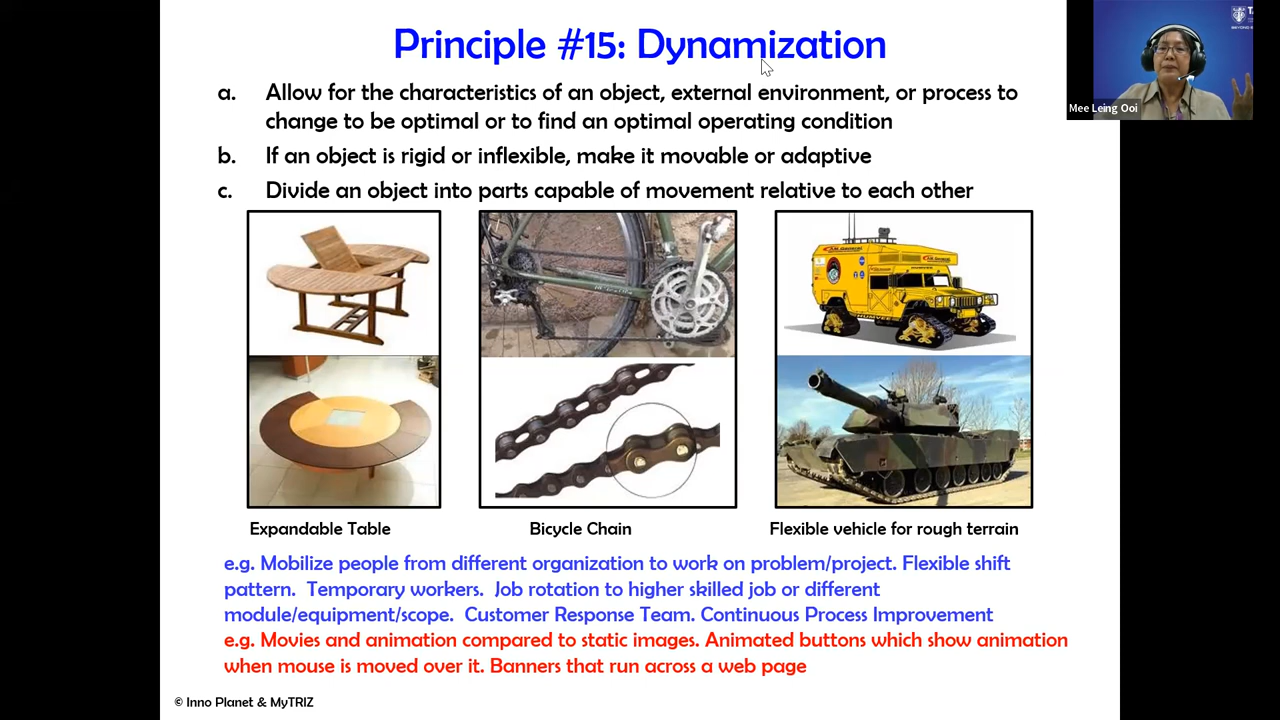 Principle #15: Dynamization
a. Allow for the characteristics of an object, external environment, or process to
change to be optimal or to find an optimal operating condition
b. If an object is rigid or inflexible, make it movable or adaptive
c. Divide an object into parts capable of movement relative to each other
Mee Leing Ooi
HUMVEE
Expandable Table
Bicycle Chain
Flexible vehicle for rough terrain
e.g. Mobilize people from different organization to work on problem/project. Flexible shift
pattern. Temporary workers. Job rotation to higher skilled job or different
module/equipment/scope. Customer Response Team. Continuous Process Improvement
e.g. Movies and animation compared to static images. Animated buttons which show animation
when mouse is moved over it. Banners that run across a web page
© Inno Planet & MyTRIZ